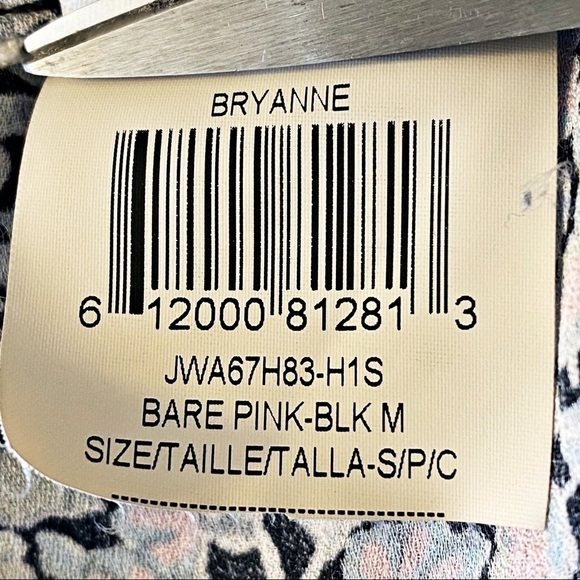 BRYANNE
6 12000 81281 3
JWA67H83-H1S
BARE PINK-BLK M
SIZE/TAILLE/TALLA-S/P/C